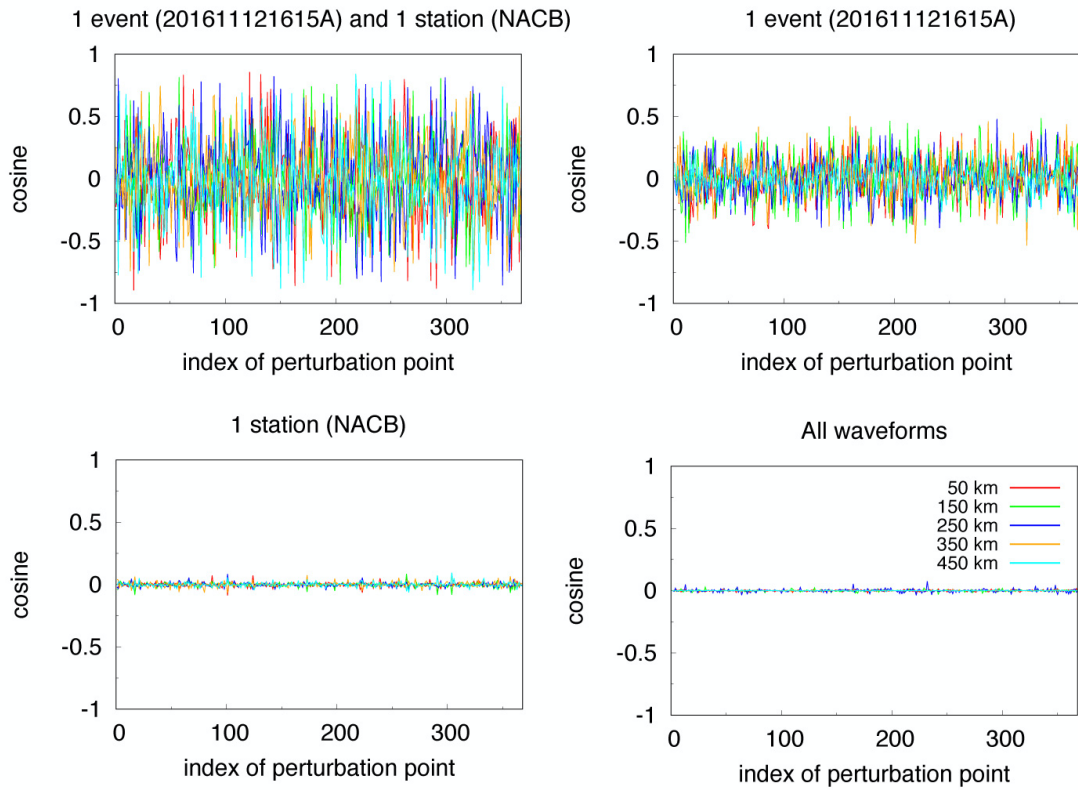 1 event (201611121615A) and 1 station (NACB)
1
0.5
0
-0.5
-1
cosine
0 100 200 300
index of perturbation point
1 event (201611121615A)
1
0.5
0
-0.5
-1
cosine
0 100 200 300
index of perturbation point
1 station (NACB)
1
0.5
0
-0.5
-1
cosine
0 100 200 300
index of perturbation point
All waveforms
1
0.5
0
-0.5
-1
cosine
50 km
150 km
250 km
350 km
450 km
0 100 200 300
index of perturbation point